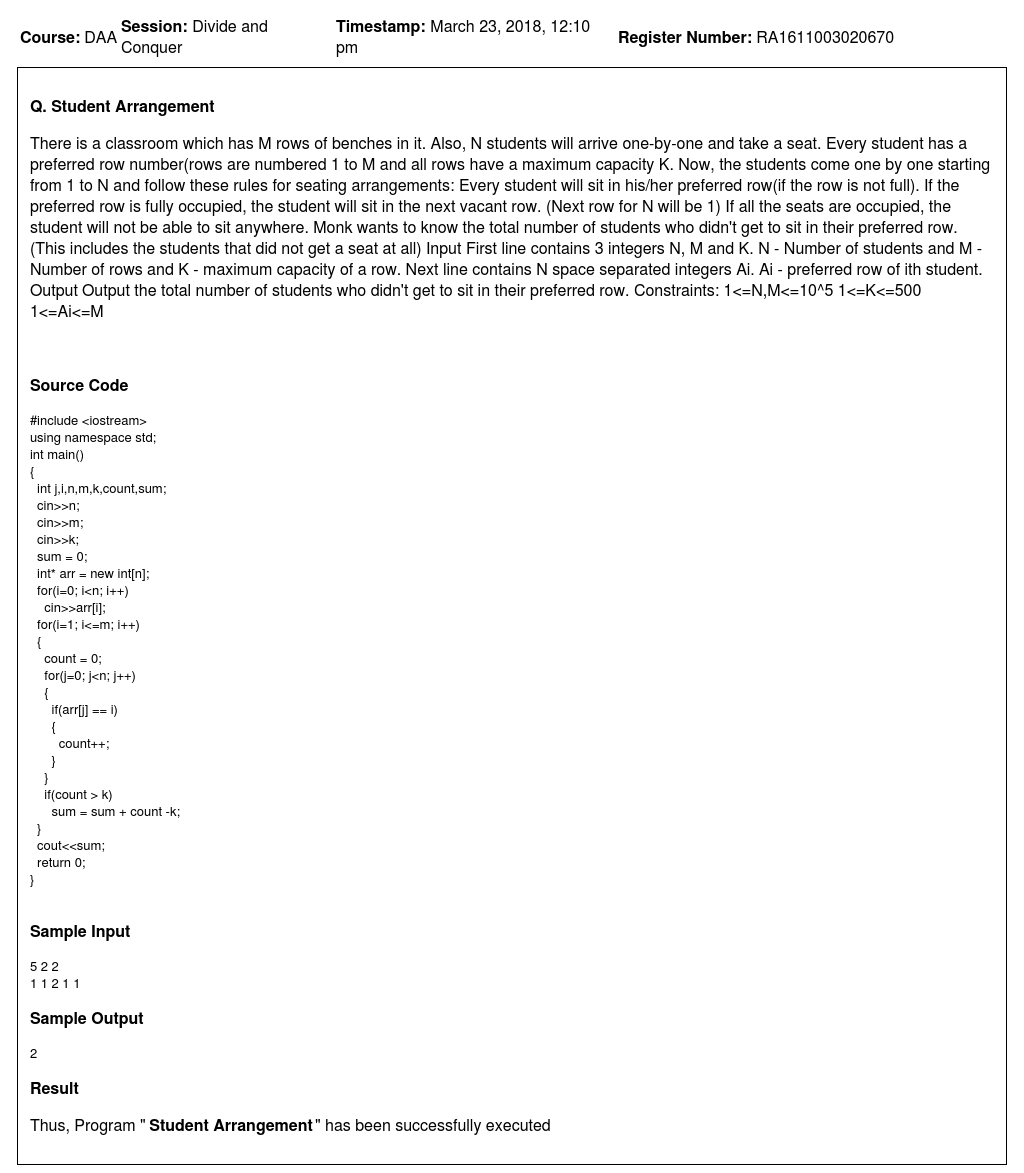 Course: DAA Session: Divide and Conquer Timestamp: March 23, 2018, 12:10 pm Register Number: RA1611003020670
Q. Student Arrangement
There is a classroom which has M rows of benches in it. Also, N students will arrive one-by-one and take a seat. Every student has a
preferred row number(rows are numbered 1 to M and all rows have a maximum capacity K. Now, the students come one by one starting
from 1 to N and follow these rules for seating arrangements: Every student will sit in his/her preferred row(if the row is not full). If the
preferred row is fully occupied, the student will sit in the next vacant row. (Next row for N will be 1) If all the seats are occupied, the
student will not be able to sit anywhere. Monk wants to know the total number of students who didn't get to sit in their preferred row.
(This includes the students that did not get a seat at all) Input First line contains 3 integers N, M and K. N - Number of students and M -
Number of rows and K - maximum capacity of a row. Next line contains N space separated integers Ai. Ai - preferred row of ith student.
Output Output the total number of students who didn't get to sit in their preferred row. Constraints: 1<=N,M<=10^5 1<=K<=500
1<=Ai<=M
Source Code
#include <iostream>
using namespace std;
int main()
{
  int j,i,n,m,k,count,sum;
  cin>>n;
  cin>>m;
  cin>>k;
  sum = 0;
  int* arr = new int[n];
  for(i=0; i<n; i++)
    cin>>arr[i];
  for(i=1; i<=m; i++)
  {
    count = 0;
    for(j=0; j<n; j++)
    {
      if(arr[j] == i)
      {
        count++;
      }
    }
    if(count > k)
      sum = sum + count -k;
  }
  cout<<sum;
  return 0;
}
Sample Input
5 2 2
1 1 2 1 1
Sample Output
2
Result
Thus, Program " Student Arrangement" has been successfully executed